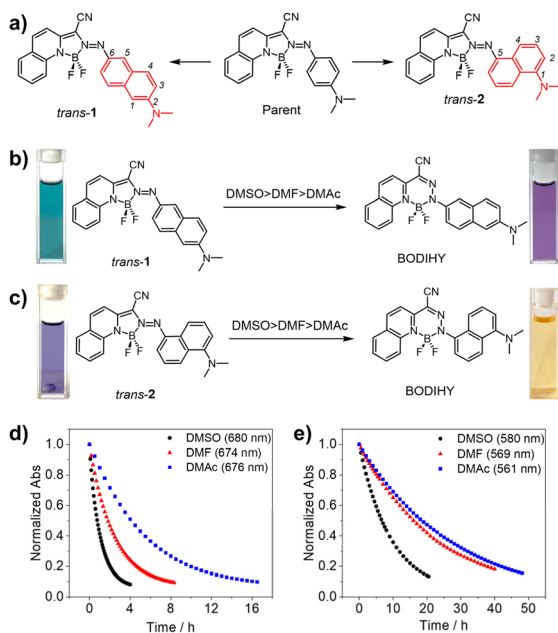 a)
CN
N
N=N
B
F F
6
5
4
3
1
2
N
trans-1
CN
N
N=N
B
F F
N
Parent
CN
N
N=N
B
F F
4
3
5
2
1
N
trans-2
b)
CN
N
N=N
B
F F
N
trans-1
DMSO>DMF>DMAc
CN
N
N
N
B
F F
N
BODIHY
c)
CN
N
N=N
B
F F
N
trans-2
DMSO>DMF>DMAc
CN
N
N
N
B
F F
N
BODIHY
d)
Normalized Abs
1.0
0.8
0.6
0.4
0.2
0.0
DMSO (680 nm)
DMF (674 nm)
DMAc (676 nm)
0 4 8 12 16
Time / h
e)
Normalized Abs
1.0
0.8
0.6
0.4
0.2
0.0
DMSO (580 nm)
DMF (569 nm)
DMAc (561 nm)
0 10 20 30 40 50
Time / h